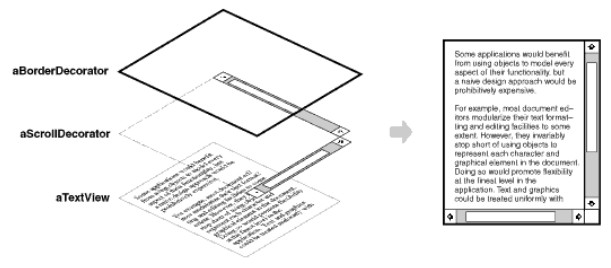 aBorderDecorator
aScrollDecorator
aTextView
Some applications would benefit
from using objects to model every
aspect of their functionality, but
a naive design approach would be
prohibitively expensive.
For example, most document ed-
itors modularize their text format-
ting and editing facilities to some
extent. However, they invariably
stop short of using objects to
represent each character and
graphical element in the document.
Doing so would promote flexibility
at the finest level in the
application. Text and graphics
could be treated uniformly with